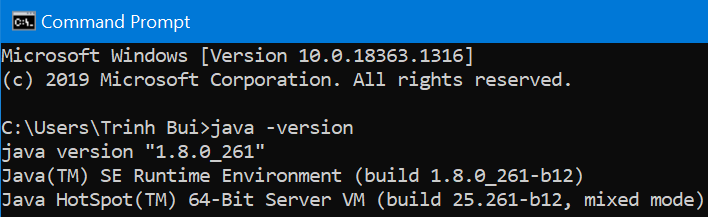 Command Prompt
Microsoft Windows [Version 10.0.18363.1316]
(c) 2019 Microsoft Corporation. All rights reserved.
C:\Users\Trinh Bui>java -version
java version "1.8.0_261"
Java(TM) SE Runtime Environment (build 1.8.0_261-b12)
Java HotSpot(TM) 64-Bit Server VM (build 25.261-b12, mixed mode)